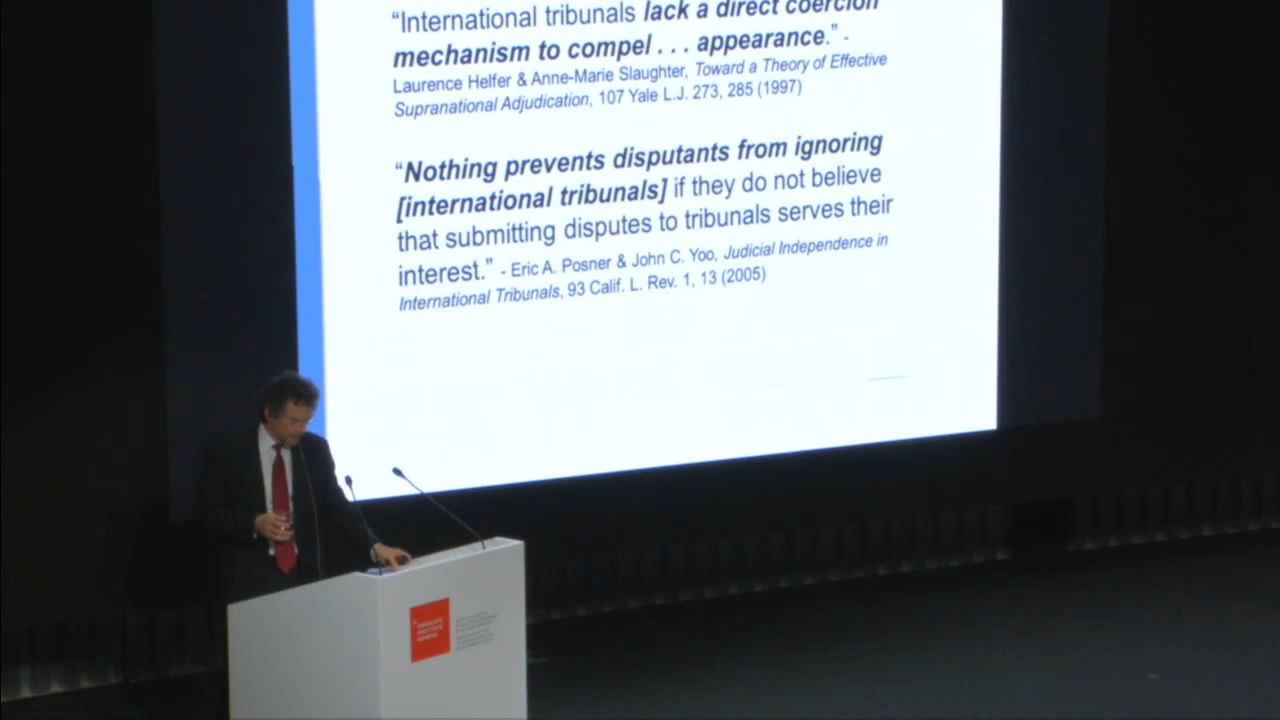 “International tribunals lack a direct coercion
mechanism to compel . . . appearance.” -
Laurence Helfer & Anne-Marie Slaughter, Toward a Theory of Effective
Supranational Adjudication, 107 Yale L.J. 273, 285 (1997)
“Nothing prevents disputants from ignoring
[international tribunals] if they do not believe
that submitting disputes to tribunals serves their
interest.” - Eric A. Posner & John C. Yoo, Judicial Independence in
International Tribunals, 93 Calif. L. Rev. 1, 13 (2005)
GRADUATE
INSTITUTE
GENEVA